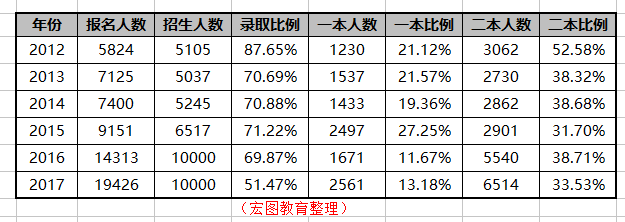 年份 报名人数 招生人数 录取比例 一本人数 一本比例 二本人数 二本比例
2012 5824 5105 87.65% 1230 21.12% 3062 52.58%
2013 7125 5037 70.69% 1537 21.57% 2730 38.32%
2014 7400 5245 70.88% 1433 19.36% 2862 38.68%
2015 9151 6517 71.22% 2497 27.25% 2901 31.70%
2016 14313 10000 69.87% 1671 11.67% 5540 38.71%
2017 19426 10000 51.47% 2561 13.18% 6514 33.53%
（宏图教育整理）